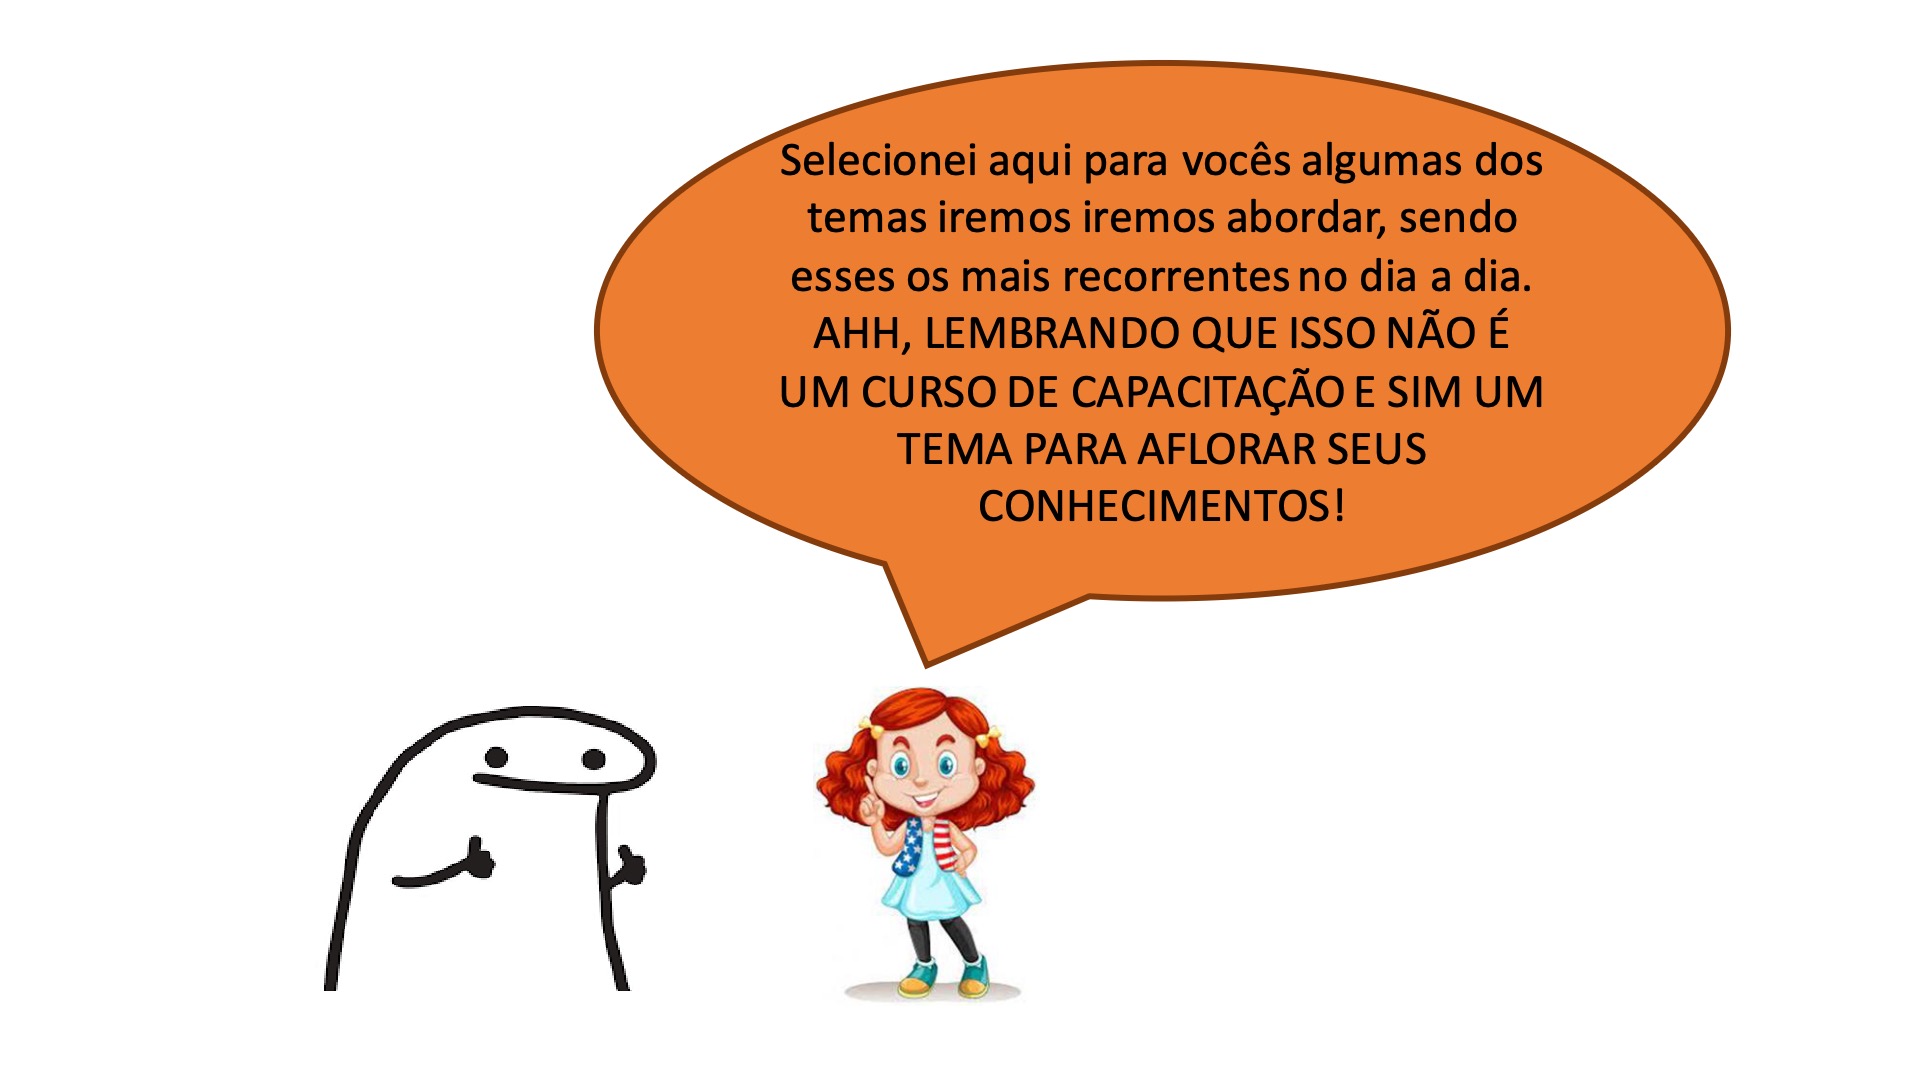 Selecionei aqui para vocês algumas dos
temas iremos iremos abordar, sendo
esses os mais recorrentes no dia a dia.
AHH, LEMBRANDO QUE ISSO NÃO É
UM CURSO DE CAPACITAÇÃO E SIM UM
TEMA PARA AFLORAR SEUS
CONHECIMENTOS!